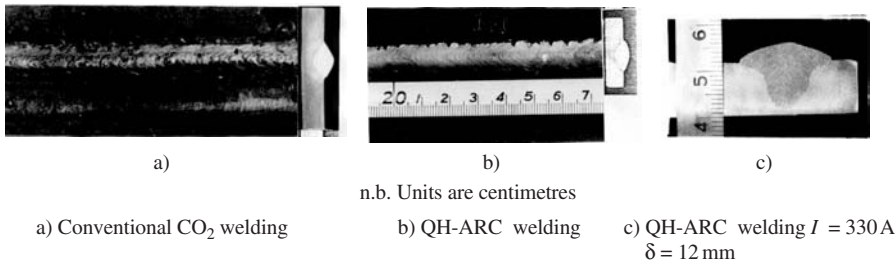 20 1 2 3 4 5 6 7
6
5
4
a)
b)
c)
n.b. Units are centimetres
a) Conventional CO₂ welding
b) QH-ARC welding
c) QH-ARC welding I = 330 A
δ = 12 mm